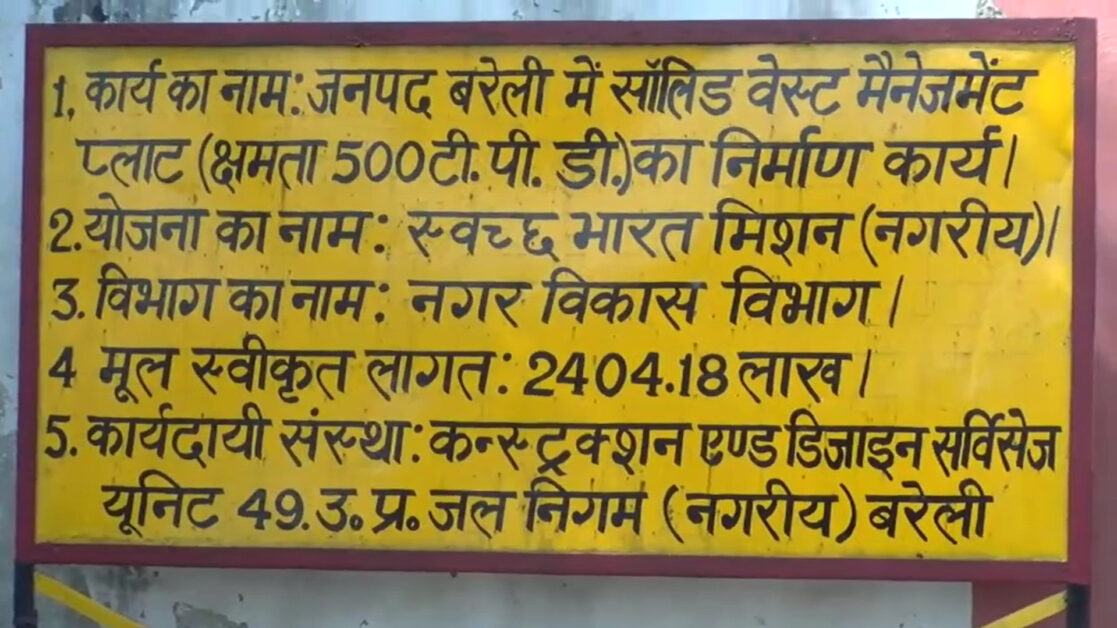 1, कार्य का नाम: जनपद बरेली में सॉलिड वेस्ट मैनेजमेंट
प्लाट (क्षमता 500टी.पी. डी.)का निर्माण कार्य।
2.योजना का नाम: स्वच्छ भारत मिशन (नगरीय)।
3. विभाग का नाम: नगर विकास विभाग।
4 मूल स्वीकृत लागत: 2404.18 लाख।
5. कार्यदायी संस्था: कन्स्ट्रक्शन एण्ड डिजाइन सर्विसेज
यूनिट 49.उ॰ प्र॰ जल निगम (नगरीय) बरेली